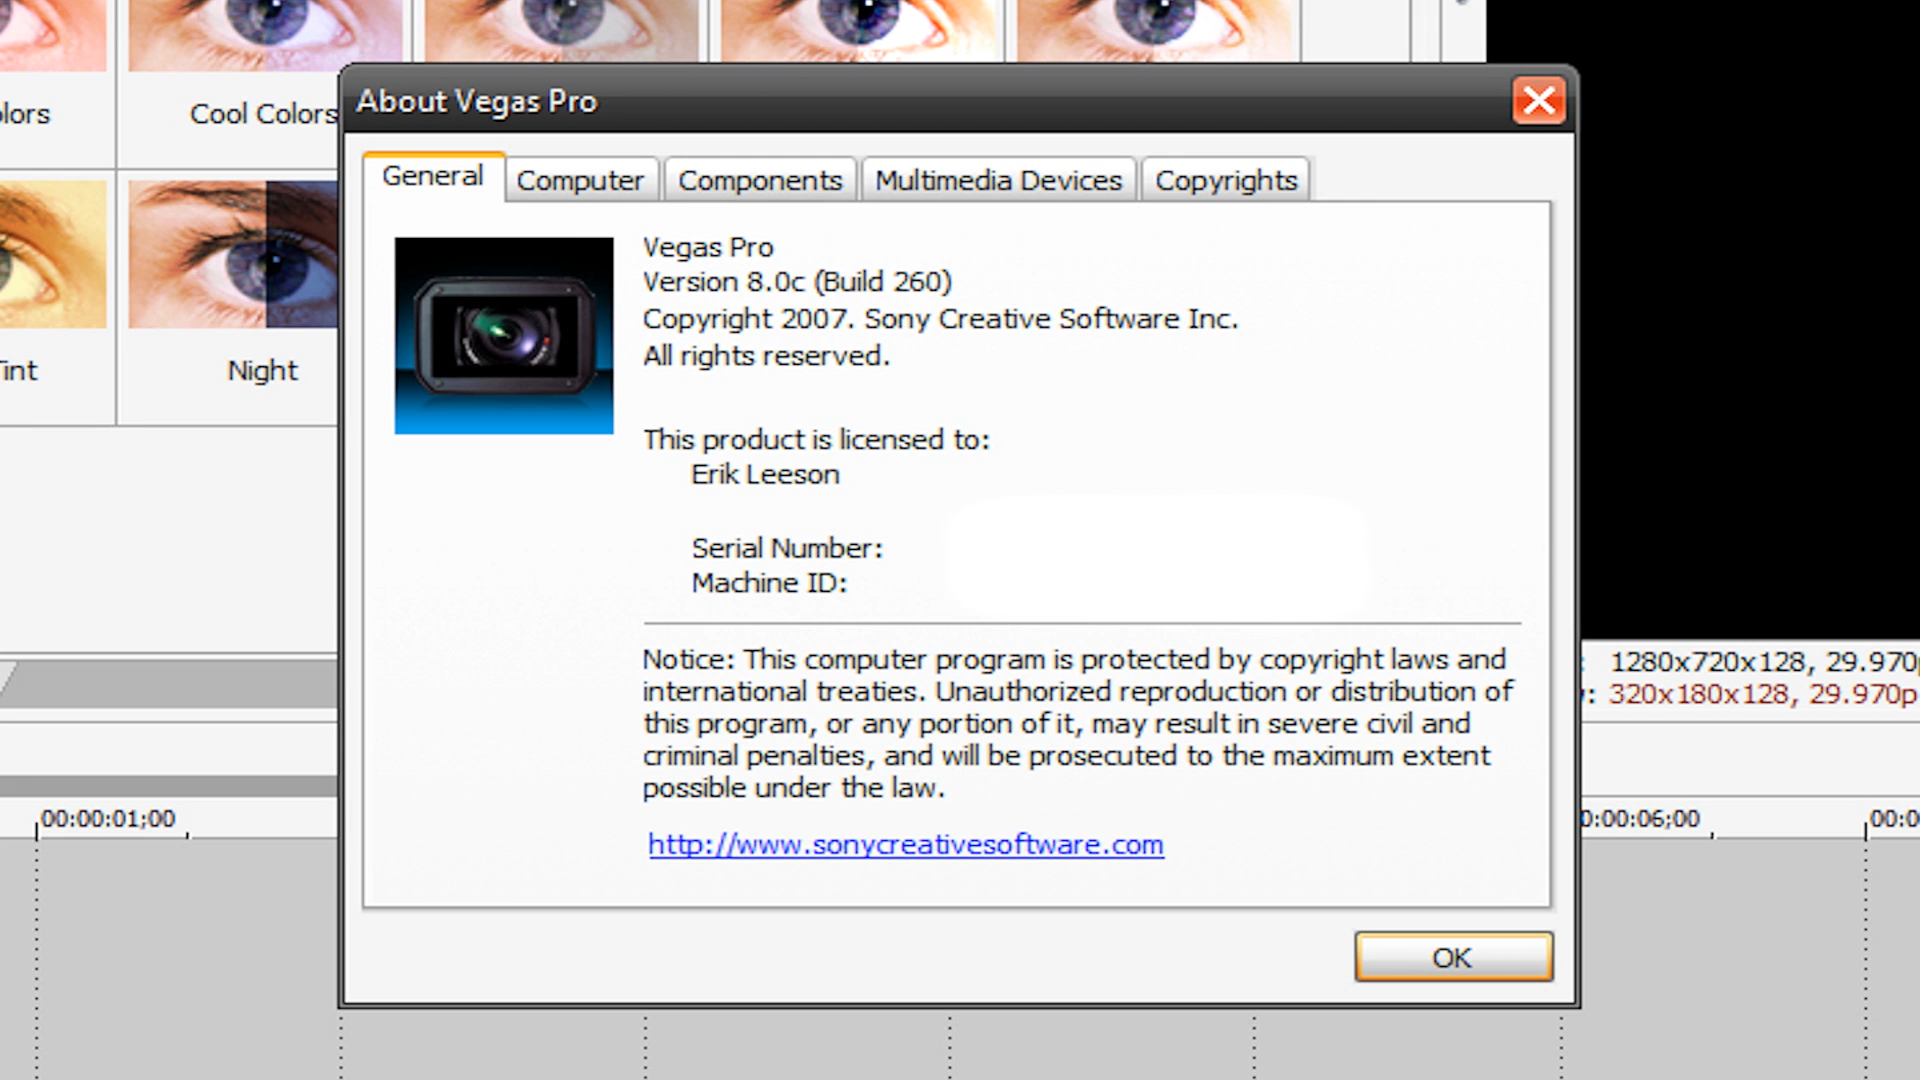 lors
Cool Colors
int
Night
About Vegas Pro
General
Computer
Components
Multimedia Devices
Copyrights
Vegas Pro
Version 8.0c (Build 260)
Copyright 2007. Sony Creative Software Inc.
All rights reserved.
This product is licensed to:
Erik Leeson
Serial Number:
Machine ID:
Notice: This computer program is protected by copyright laws and
international treaties. Unauthorized reproduction or distribution of
this program, or any portion of it, may result in severe civil and
criminal penalties, and will be prosecuted to the maximum extent
possible under the law.
http://www.sonycreativesoftware.com
OK
1280x720x128, 29.970p
320x180x128, 29.970p
00:00:01;00
0:00:06;00
00:0